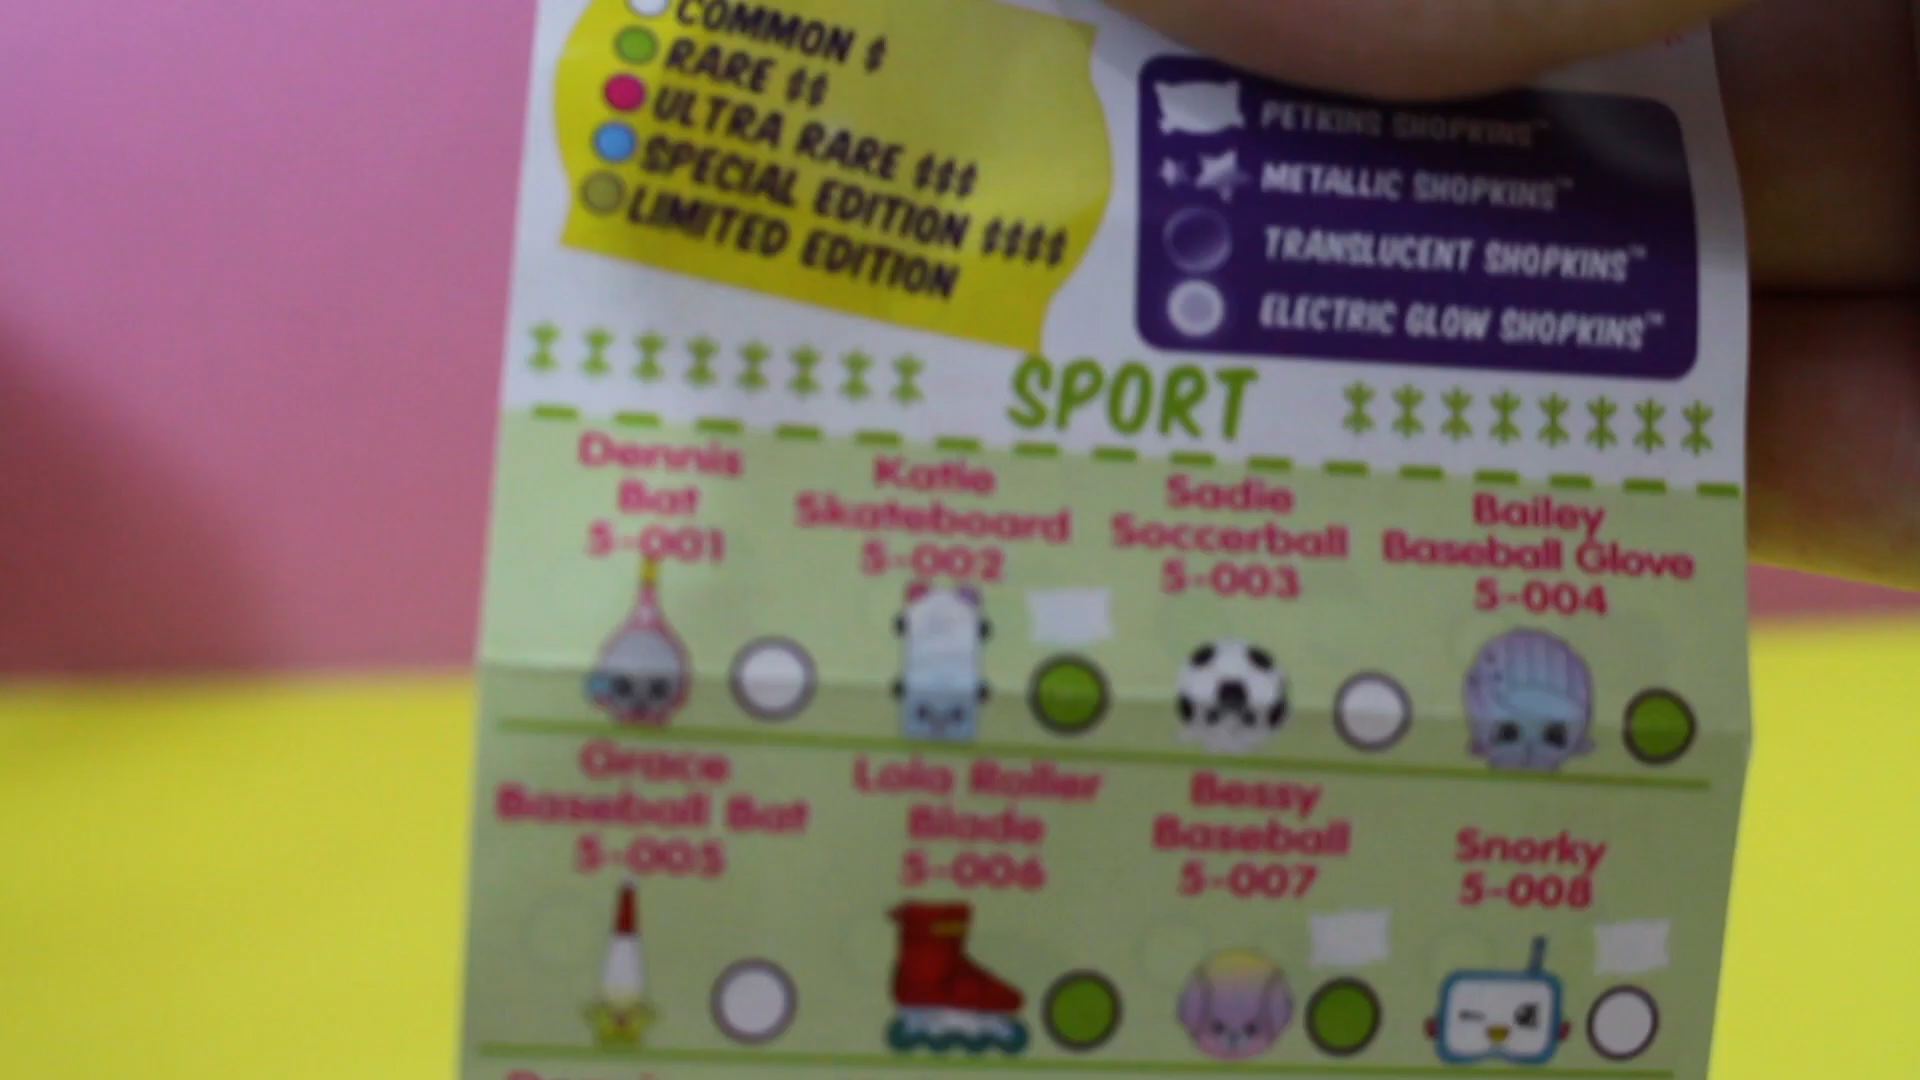 COMMON $
RARE $$
ULTRA RARE $$$
SPECIAL EDITION $$$$
LIMITED EDITION
PETKINS SHOPKINS™
METALLIC SHOPKINS™
TRANSLUCENT SHOPKINS™
ELECTRIC GLOW SHOPKINS™
SPORT
Dennis
Bat
5-001
Katie
Skateboard
5-002
Sadie
Soccerball
5-003
Bailey
Baseball Glove
5-004
Grace
Baseball Bat
5-005
Lola Roller
Blade
5-006
Bessy
Baseball
5-007
Snorky
5-008